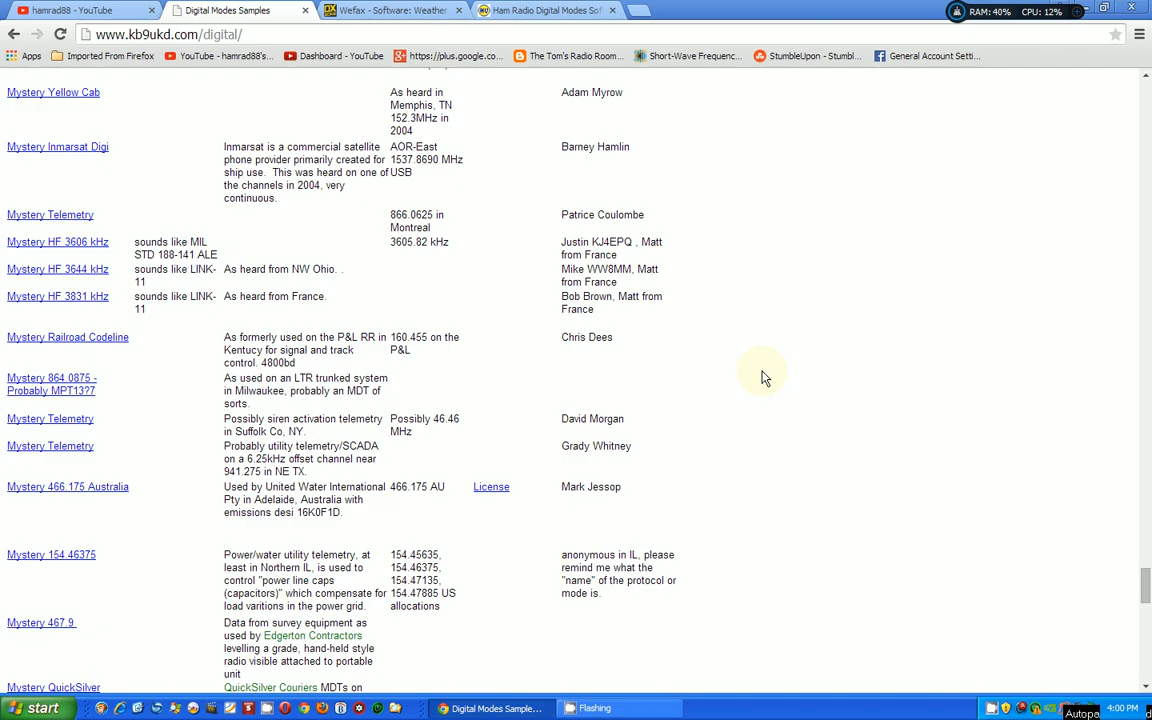 hamrad88 - YouTube
Digital Modes Samples
Wefax - Software: Weather
Ham Radio Digital Modes Sof
RAM: 40% CPU: 12%
www.kb9ukd.com/digital/
Apps
Imported From Firefox
YouTube - hamrad88's...
Dashboard - YouTube
https://plus.google.co...
The Tom's Radio Room...
Short-Wave Frequenc...
StumbleUpon - Stumbl...
General Account Setti...
Mystery Yellow Cab
As heard in
Memphis, TN
152.3MHz in
2004
Adam Myrow
Mystery Inmarsat Digi
Inmarsat is a commercial satellite
phone provider primarily created for
ship use. This was heard on one of
the channels in 2004, very
continuous.
AOR-East
1537.8690 MHz
USB
Barney Hamlin
Mystery Telemetry
866.0625 in
Montreal
Patrice Coulombe
Mystery HF 3606 kHz
sounds like MIL
STD 188-141 ALE
3605.82 kHz
Justin KJ4EPQ , Matt
from France
Mystery HF 3644 kHz
sounds like LINK-
11
As heard from NW Ohio. .
Mike WW8MM, Matt
from France
Mystery HF 3831 kHz
sounds like LINK-
11
As heard from France.
Bob Brown, Matt from
France
Mystery Railroad Codeline
As formerly used on the P&L RR in
Kentucy for signal and track
control. 4800bd
160.455 on the
P&L
Chris Dees
Mystery 864.0875 -
Probably MPT13?7
As used on an LTR trunked system
in Milwaukee, probably an MDT of
sorts.
Mystery Telemetry
Possibly siren activation telemetry
in Suffolk Co, NY.
Possibly 46.46
MHz
David Morgan
Mystery Telemetry
Probably utility telemetry/SCADA
on a 6.25kHz offset channel near
941.275 in NE TX.
Grady Whitney
Mystery 466.175 Australia
Used by United Water International
Pty in Adelaide, Australia with
emissions desi 16K0F1D.
466.175 AU
License
Mark Jessop
Mystery 154.46375
Power/water utility telemetry, at
least in Northern IL, is used to
control "power line caps
(capacitors)" which compensate for
load varitions in the power grid.
154.45635,
154.46375,
154.47135,
154.47885 US
allocations
anonymous in IL, please
remind me what the
"name" of the protocol or
mode is.
Mystery 467.9
Data from survey equipment as
used by Edgerton Contractors
levelling a grade, hand-held style
radio visible attached to portable
unit
Mystery QuickSilver
QuickSilver Couriers MDTs on
start
Digital Modes Sample...
Flashing
4:00 PM
Autopa